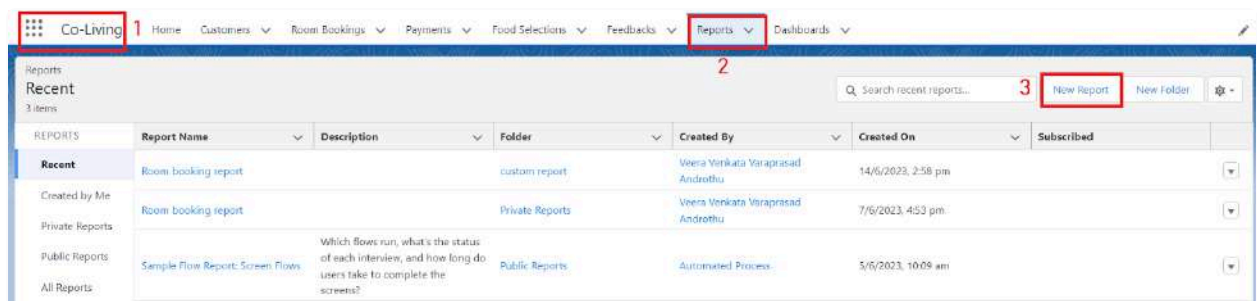 Co-Living 1 Home Customers Room Bookings Payments Food Selections Feedbacks Reports Dashboards
2
Reports
Recent
3 items
Search recent reports... 3 New Report New Folder
REPORTS Report Name Description Folder Created By Created On Subscribed
Recent Room booking report custom report Veera Venkata Varaprasad Androthu 14/6/2023, 2:58 pm
Created by Me
Room booking report Private Reports Veera Venkata Varaprasad Androthu 7/6/2023, 4:53 pm
Private Reports
Which flows run, what's the status
Public Reports Sample Flow Report: Screen Flows of each interview, and how long do Public Reports Automated Process 5/6/2023, 10:09 am
users take to complete the
All Reports screens?